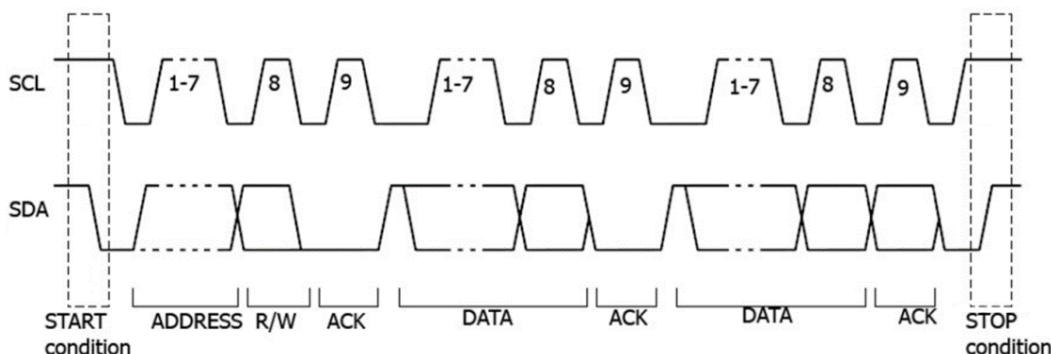 SCL 1-7 8 9 1-7 8 9 1-7 8 9
SDA
START condition
ADDRESS R/W ACK DATA ACK DATA ACK
STOP condition